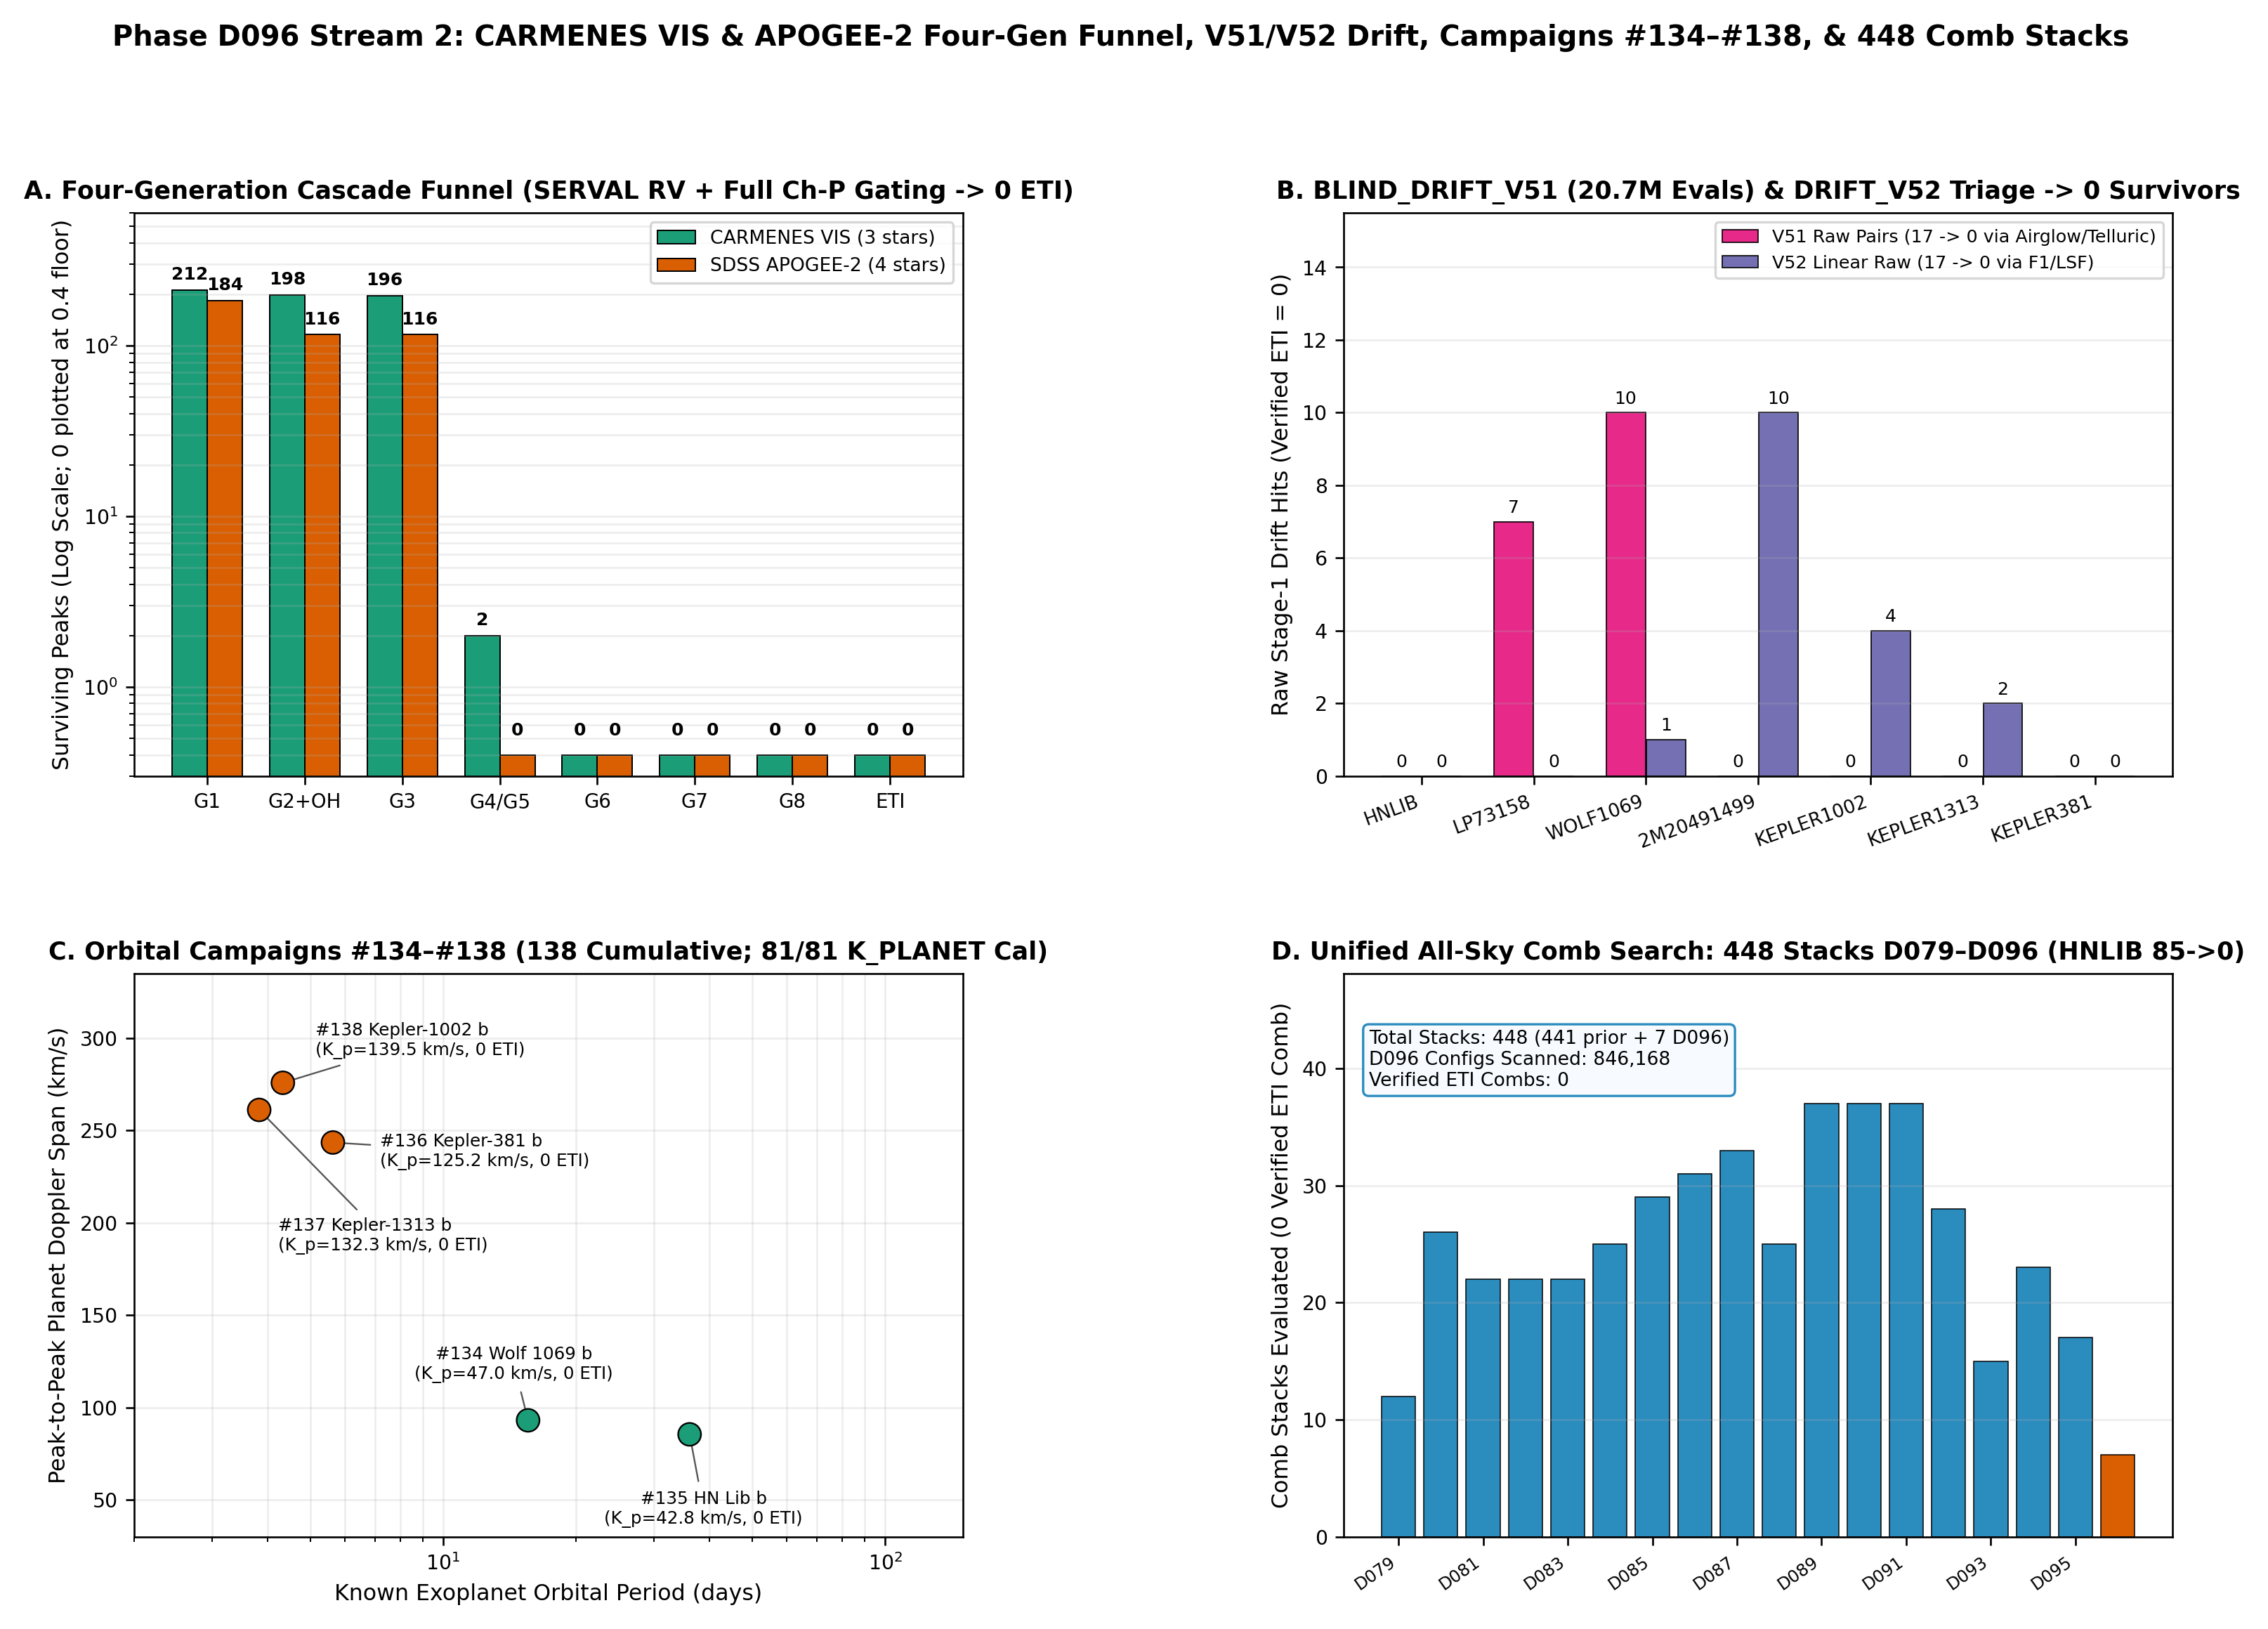 Phase D096 Stream 2: CARMENES VIS & APOGEE-2 Four-Gen Funnel, V51/V52 Drift, Campaigns #134–#138, & 448 Comb Stacks
A. Four-Generation Cascade Funnel (SERVAL RV + Full Ch-P Gating -> 0 ETI)
Surviving Peaks (Log Scale; 0 plotted at 0.4 floor)
CARMENES VIS (3 stars)
SDSS APOGEE-2 (4 stars)
10²
10¹
10⁰
212
184
198
116
196
116
2
0
0
0
0
0
0
0
0
0
G1
G2+OH
G3
G4/G5
G6
G7
G8
ETI
B. BLIND_DRIFT_V51 (20.7M Evals) & DRIFT_V52 Triage -> 0 Survivors
Raw Stage-1 Drift Hits (Verified ETI = 0)
V51 Raw Pairs (17 -> 0 via Airglow/Telluric)
V52 Linear Raw (17 -> 0 via F1/LSF)
14
12
10
8
6
4
2
0
0
0
7
0
10
1
0
10
0
4
0
2
0
0
HNLIB
LP73158
WOLF1069
2M20491499
KEPLER1002
KEPLER1313
KEPLER381
C. Orbital Campaigns #134–#138 (138 Cumulative; 81/81 K_PLANET Cal)
Peak-to-Peak Planet Doppler Span (km/s)
300
250
200
150
100
50
#138 Kepler-1002 b
(K_p=139.5 km/s, 0 ETI)
#136 Kepler-381 b
(K_p=125.2 km/s, 0 ETI)
#137 Kepler-1313 b
(K_p=132.3 km/s, 0 ETI)
#134 Wolf 1069 b
(K_p=47.0 km/s, 0 ETI)
#135 HN Lib b
(K_p=42.8 km/s, 0 ETI)
10¹
10²
Known Exoplanet Orbital Period (days)
D. Unified All-Sky Comb Search: 448 Stacks D079–D096 (HNLIB 85->0)
Comb Stacks Evaluated (0 Verified ETI Comb)
Total Stacks: 448 (441 prior + 7 D096)
D096 Configs Scanned: 846,168
Verified ETI Combs: 0
40
30
20
10
0
D079
D081
D083
D085
D087
D089
D091
D093
D095